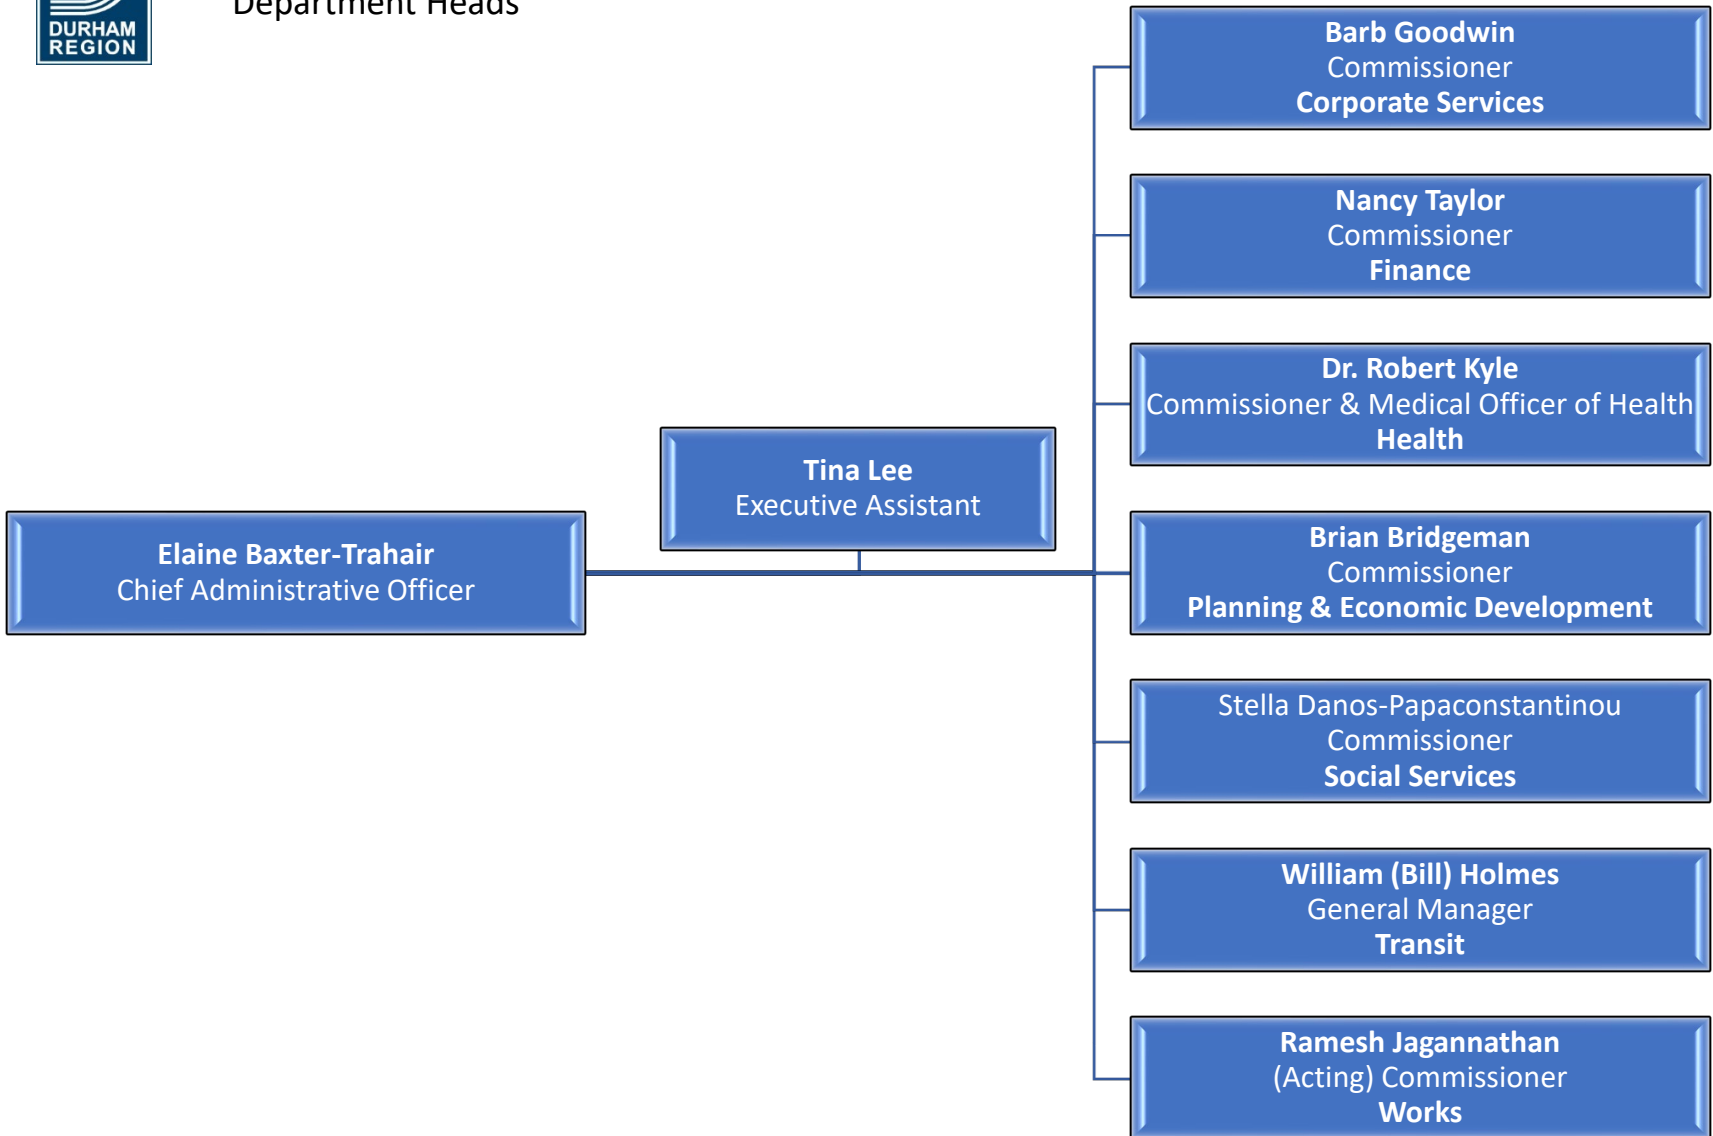 Department Heads
DURHAM
REGION
Elaine Baxter-Trahair
Chief Administrative Officer
Tina Lee
Executive Assistant
Barb Goodwin
Commissioner
Corporate Services
Nancy Taylor
Commissioner
Finance
Dr. Robert Kyle
Commissioner & Medical Officer of Health
Health
Brian Bridgeman
Commissioner
Planning & Economic Development
Stella Danos-Papaconstantinou
Commissioner
Social Services
William (Bill) Holmes
General Manager
Transit
Ramesh Jagannathan
(Acting) Commissioner
Works